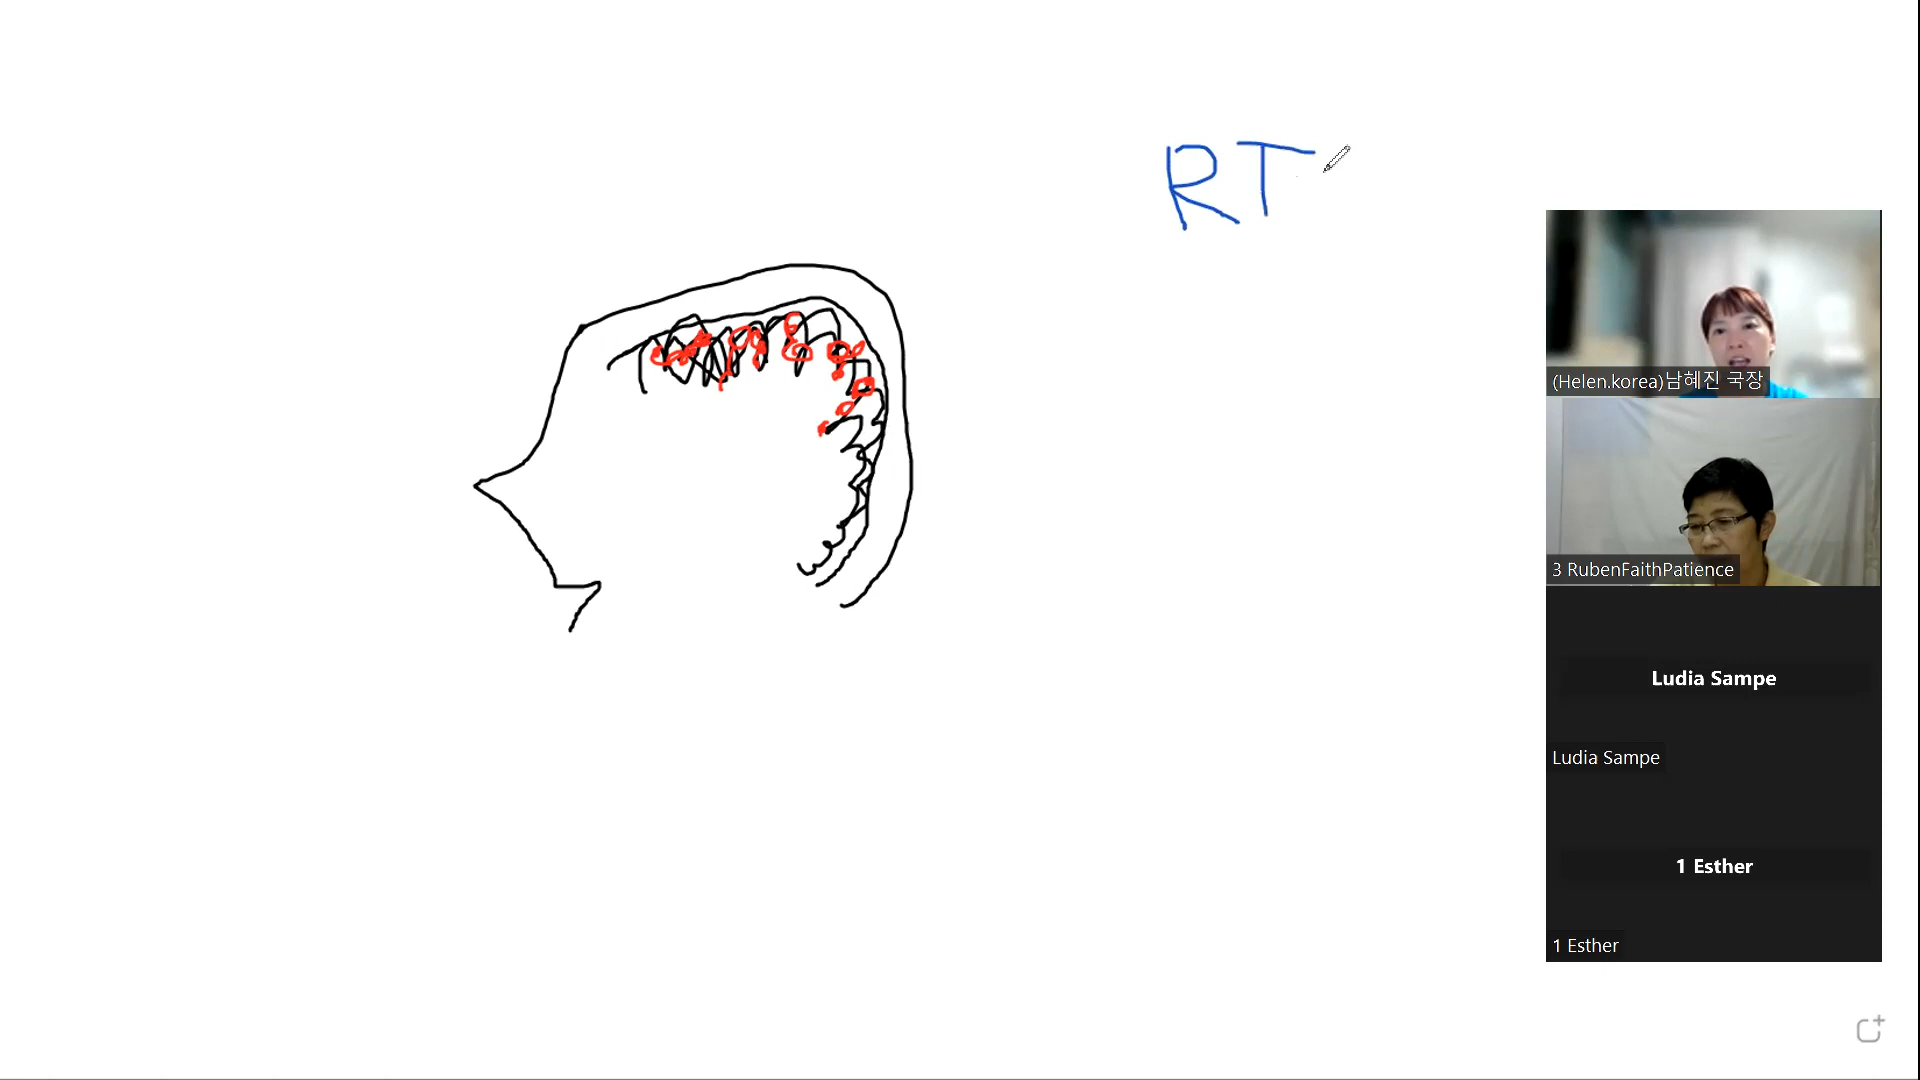 RT
(Helen.korea)남혜진 국장
3 RubenFaithPatience
Ludia Sampe
Ludia Sampe
1 Esther
1 Esther